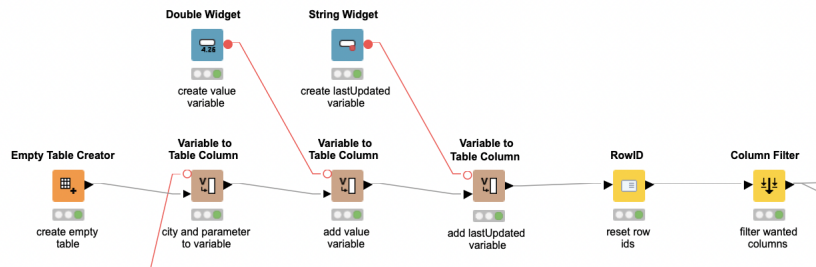 Double Widget
String Widget
4.26
create value
variable
create lastUpdated
variable
Empty Table Creator
Variable to
Table Column
Variable to
Table Column
Variable to
Table Column
RowID
Column Filter
V
V
V
create empty
table
city and parameter
to variable
add value
variable
add lastUpdated
variable
reset row
ids
filter wanted
columns